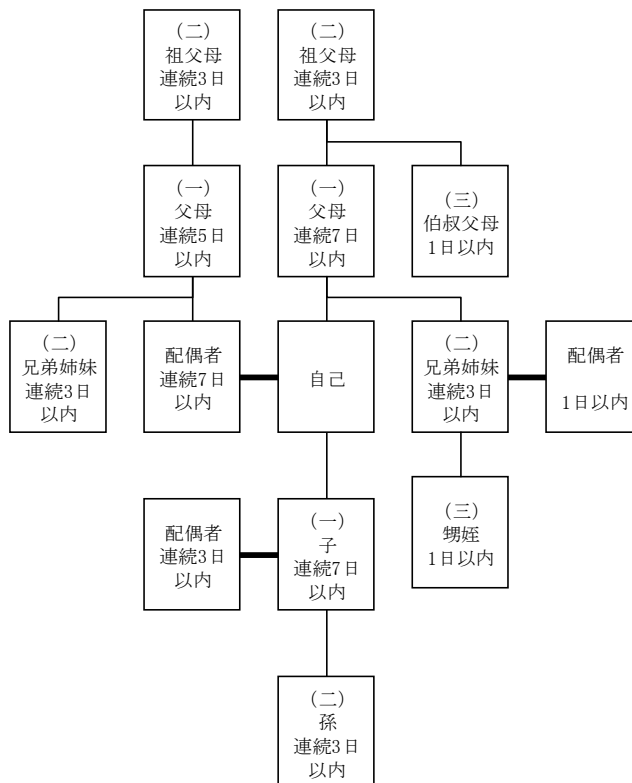 (二)
祖父母
連続3日
以内
(二)
祖父母
連続3日
以内
(一)
父母
連続5日
以内
(一)
父母
連続7日
以内
(三)
伯叔父母
1日以内
(二)
兄弟姉妹
連続3日
以内
配偶者
連続7日
以内
自己
(二)
兄弟姉妹
連続3日
以内
配偶者
1日以内
配偶者
連続3日
以内
(一)
子
連続7日
以内
(三)
甥姪
1日以内
(二)
孫
連続3日
以内